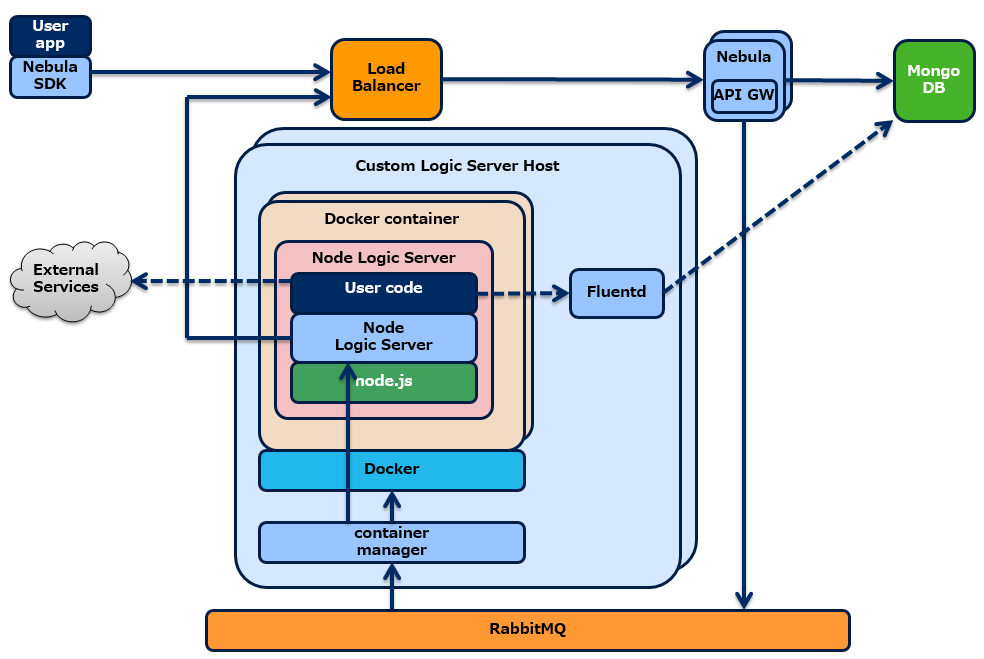 User
app
Nebula
SDK
Load
Balancer
Nebula
API GW
Mongo
DB
Custom Logic Server Host
Docker container
Node Logic Server
User code
Node
Logic Server
node.js
External
Services
Fluentd
Docker
container
manager
RabbitMQ